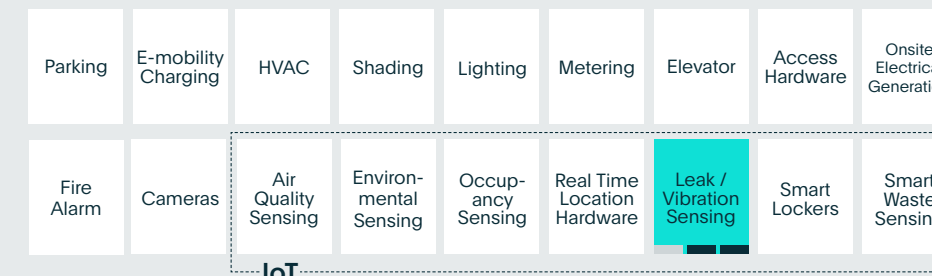 Parking
E-mobility
Charging
HVAC
Shading
Lighting
Metering
Elevator
Access
Hardware
Onsite
Electrica
Generati
Fire
Alarm
Cameras
Air
Quality
Sensing
Environ-
mental
Sensing
Occup-
ancy
Sensing
Real Time
Location
Hardware
Leak /
Vibration
Sensing
Smart
Lockers
Smart
Waste
Sensin
IoT